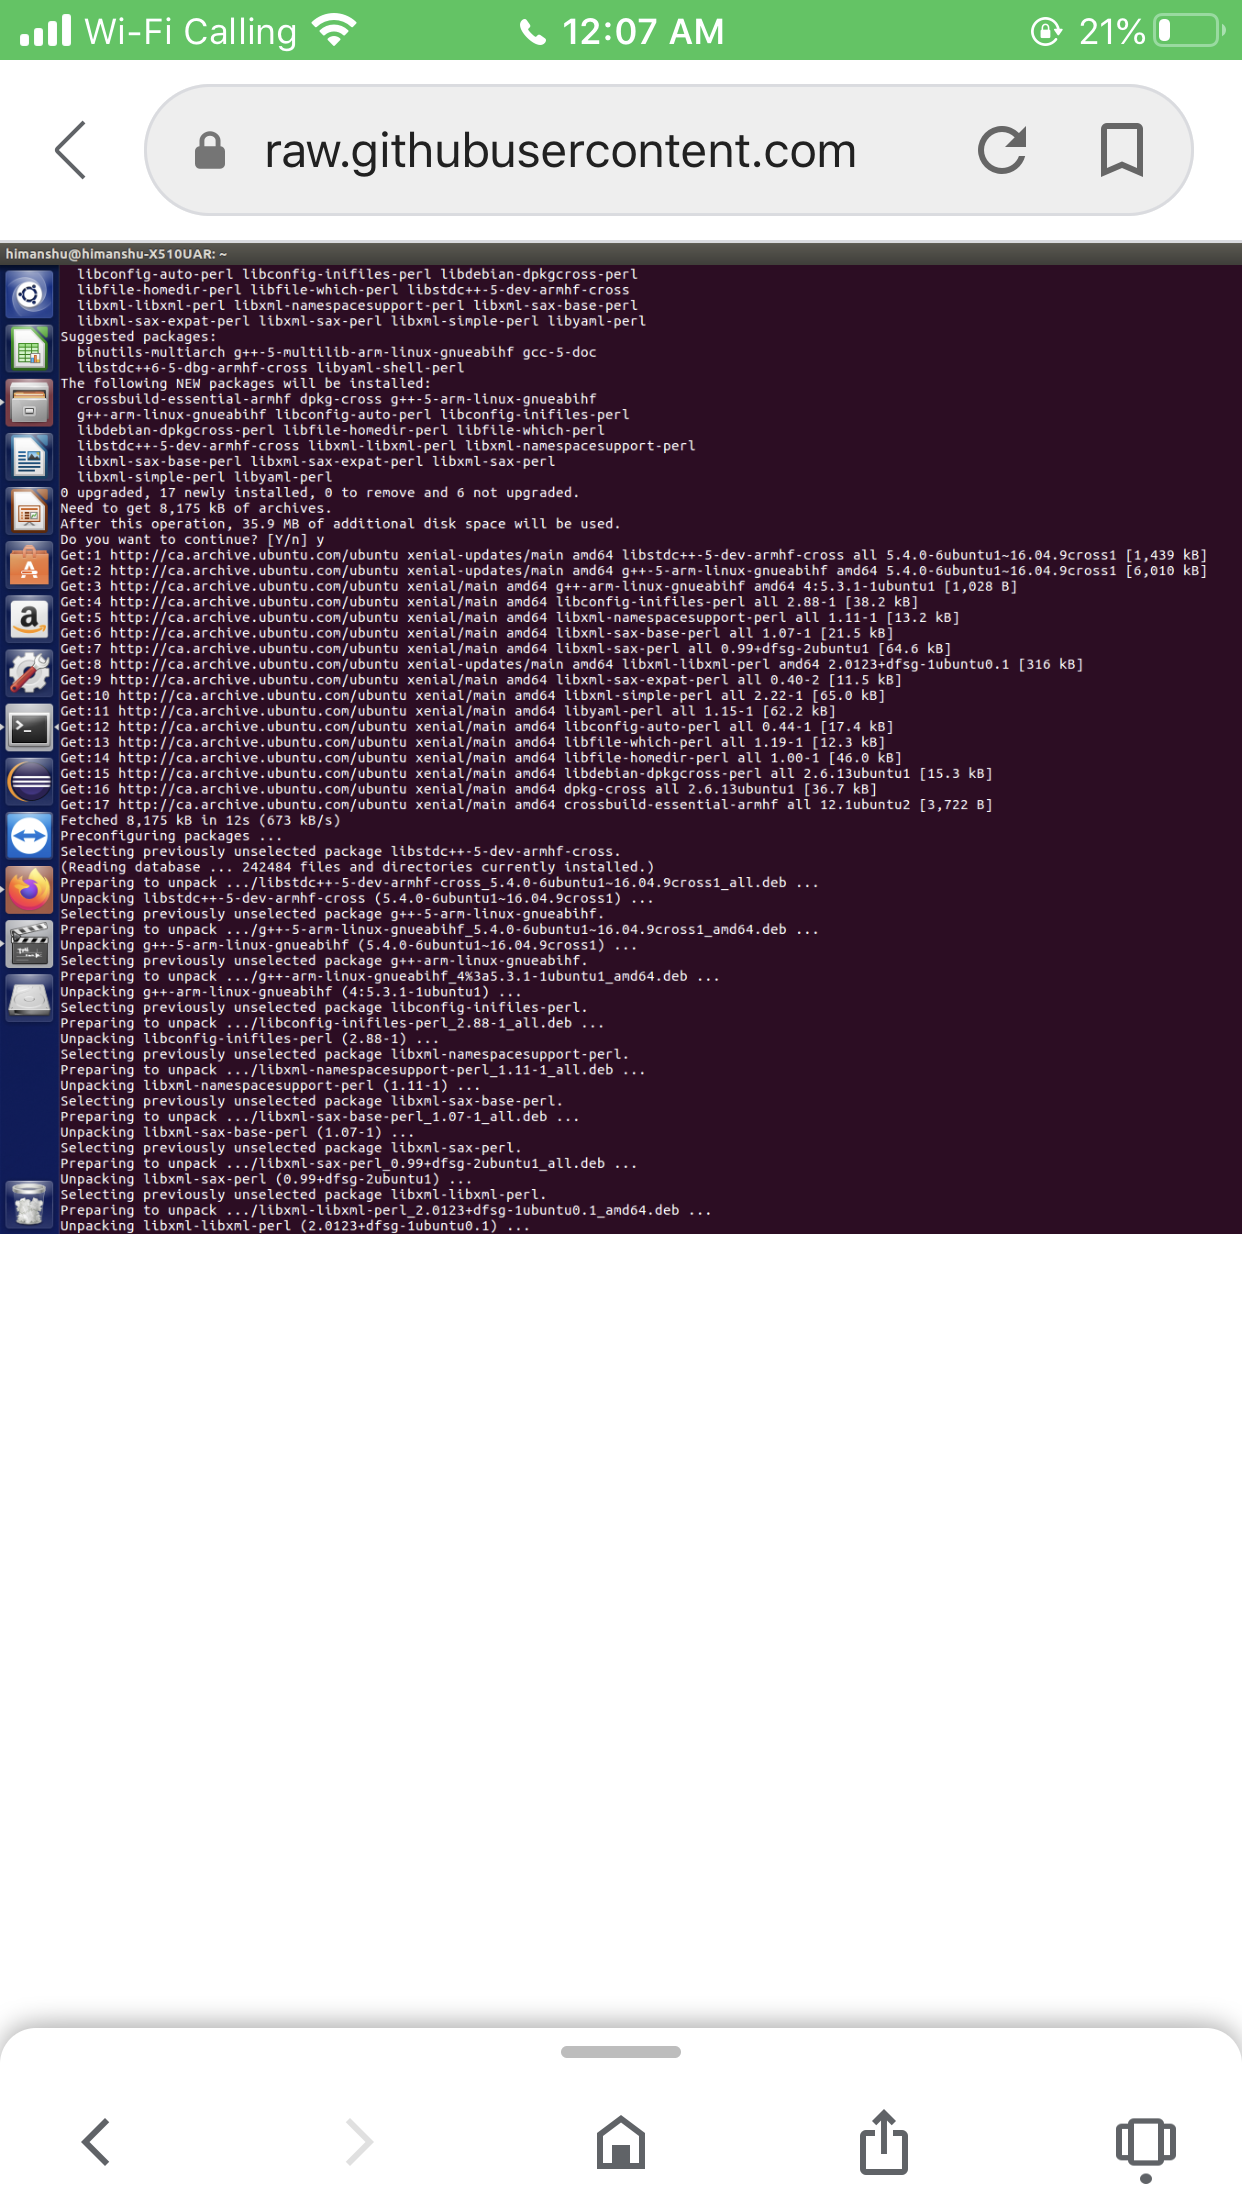 Wi-Fi Calling 12:07 AM 21%
raw.githubusercontent.com
himanshu@himanshu-X510UAR: ~
libconfig-auto-perl libconfig-inifiles-perl libdebian-dpkgcross-perl
libfile-homedir-perl libfile-which-perl libstdc++-5-dev-armhf-cross
libxml-libxml-perl libxml-namespacesupport-perl libxml-sax-base-perl
libxml-sax-expat-perl libxml-sax-perl libxml-simple-perl libyaml-perl
Suggested packages:
binutils-multiarch g++-5-multilib-arm-linux-gnueabihf gcc-5-doc
libstdc++6-5-dbg-armhf-cross libyaml-shell-perl
The following NEW packages will be installed:
crossbuild-essential-armhf dpkg-cross g++-5-arm-linux-gnueabihf
g++-arm-linux-gnueabihf libconfig-auto-perl libconfig-inifiles-perl
libdebian-dpkgcross-perl libfile-homedir-perl libfile-which-perl
libstdc++-5-dev-armhf-cross libxml-libxml-perl libxml-namespacesupport-perl
libxml-sax-base-perl libxml-sax-expat-perl libxml-sax-perl
libxml-simple-perl libyaml-perl
0 upgraded, 17 newly installed, 0 to remove and 6 not upgraded.
Need to get 8,175 kB of archives.
After this operation, 35.9 MB of additional disk space will be used.
Do you want to continue? [Y/n] y
Get:1 http://ca.archive.ubuntu.com/ubuntu xenial-updates/main amd64 libstdc++-5-dev-armhf-cross all 5.4.0-6ubuntu1~16.04.9cross1 [1,439 kB]
Get:2 http://ca.archive.ubuntu.com/ubuntu xenial-updates/main amd64 g++-5-arm-linux-gnueabihf amd64 5.4.0-6ubuntu1~16.04.9cross1 [6,010 kB]
Get:3 http://ca.archive.ubuntu.com/ubuntu xenial/main amd64 g++-arm-linux-gnueabihf amd64 4:5.3.1-1ubuntu1 [1,028 B]
Get:4 http://ca.archive.ubuntu.com/ubuntu xenial/main amd64 libconfig-inifiles-perl all 2.88-1 [38.2 kB]
Get:5 http://ca.archive.ubuntu.com/ubuntu xenial/main amd64 libxml-namespacesupport-perl all 1.11-1 [13.2 kB]
Get:6 http://ca.archive.ubuntu.com/ubuntu xenial/main amd64 libxml-sax-base-perl all 1.07-1 [21.5 kB]
Get:7 http://ca.archive.ubuntu.com/ubuntu xenial/main amd64 libxml-sax-perl all 0.99+dfsg-2ubuntu1 [64.6 kB]
Get:8 http://ca.archive.ubuntu.com/ubuntu xenial-updates/main amd64 libxml-libxml-perl amd64 2.0123+dfsg-1ubuntu0.1 [316 kB]
Get:9 http://ca.archive.ubuntu.com/ubuntu xenial/main amd64 libxml-sax-expat-perl all 0.40-2 [11.5 kB]
Get:10 http://ca.archive.ubuntu.com/ubuntu xenial/main amd64 libxml-simple-perl all 2.22-1 [65.0 kB]
Get:11 http://ca.archive.ubuntu.com/ubuntu xenial/main amd64 libyaml-perl all 1.15-1 [62.2 kB]
Get:12 http://ca.archive.ubuntu.com/ubuntu xenial/main amd64 libconfig-auto-perl all 0.44-1 [17.4 kB]
Get:13 http://ca.archive.ubuntu.com/ubuntu xenial/main amd64 libfile-which-perl all 1.19-1 [12.3 kB]
Get:14 http://ca.archive.ubuntu.com/ubuntu xenial/main amd64 libfile-homedir-perl all 1.00-1 [46.0 kB]
Get:15 http://ca.archive.ubuntu.com/ubuntu xenial/main amd64 libdebian-dpkgcross-perl all 2.6.13ubuntu1 [15.3 kB]
Get:16 http://ca.archive.ubuntu.com/ubuntu xenial/main amd64 dpkg-cross all 2.6.13ubuntu1 [36.7 kB]
Get:17 http://ca.archive.ubuntu.com/ubuntu xenial/main amd64 crossbuild-essential-armhf all 12.1ubuntu2 [3,722 B]
Fetched 8,175 kB in 12s (673 kB/s)
Preconfiguring packages ...
Selecting previously unselected package libstdc++-5-dev-armhf-cross.
(Reading database ... 242484 files and directories currently installed.)
Preparing to unpack .../libstdc++-5-dev-armhf-cross_5.4.0-6ubuntu1~16.04.9cross1_all.deb ...
Unpacking libstdc++-5-dev-armhf-cross (5.4.0-6ubuntu1~16.04.9cross1) ...
Selecting previously unselected package g++-5-arm-linux-gnueabihf.
Preparing to unpack .../g++-5-arm-linux-gnueabihf_5.4.0-6ubuntu1~16.04.9cross1_amd64.deb ...
Unpacking g++-5-arm-linux-gnueabihf (5.4.0-6ubuntu1~16.04.9cross1) ...
Selecting previously unselected package g++-arm-linux-gnueabihf.
Preparing to unpack .../g++-arm-linux-gnueabihf_4%3a5.3.1-1ubuntu1_amd64.deb ...
Unpacking g++-arm-linux-gnueabihf (4:5.3.1-1ubuntu1) ...
Selecting previously unselected package libconfig-inifiles-perl.
Preparing to unpack .../libconfig-inifiles-perl_2.88-1_all.deb ...
Unpacking libconfig-inifiles-perl (2.88-1) ...
Selecting previously unselected package libxml-namespacesupport-perl.
Preparing to unpack .../libxml-namespacesupport-perl_1.11-1_all.deb ...
Unpacking libxml-namespacesupport-perl (1.11-1) ...
Selecting previously unselected package libxml-sax-base-perl.
Preparing to unpack .../libxml-sax-base-perl_1.07-1_all.deb ...
Unpacking libxml-sax-base-perl (1.07-1) ...
Selecting previously unselected package libxml-sax-perl.
Preparing to unpack .../libxml-sax-perl_0.99+dfsg-2ubuntu1_all.deb ...
Unpacking libxml-sax-perl (0.99+dfsg-2ubuntu1) ...
Selecting previously unselected package libxml-libxml-perl.
Preparing to unpack .../libxml-libxml-perl_2.0123+dfsg-1ubuntu0.1_amd64.deb ...
Unpacking libxml-libxml-perl (2.0123+dfsg-1ubuntu0.1) ...